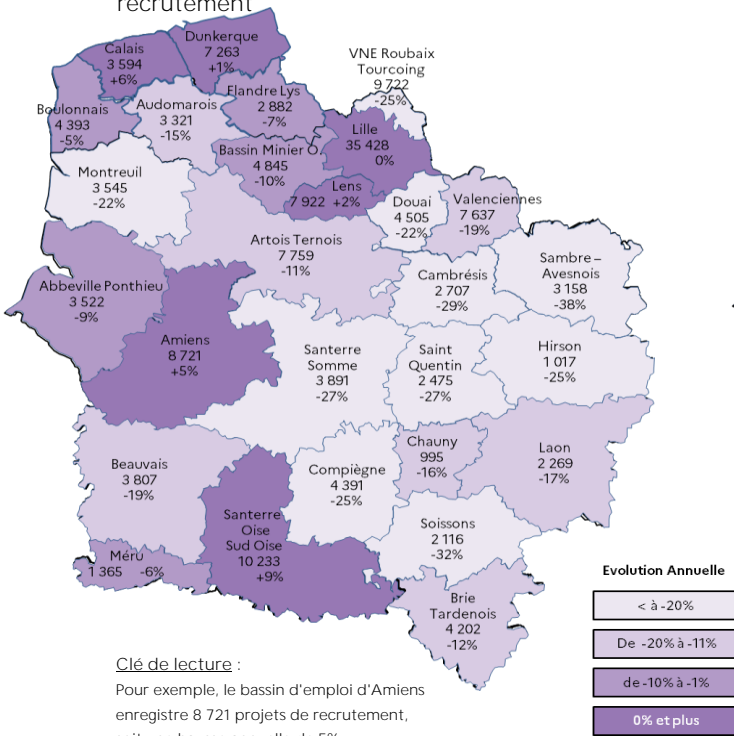 recrutement
Dunkerque
7 263
+1%
Calais
3 594
+6%
VNE Roubaix
Tourcoing
9 722
-25%
Flandre Lys
2 882
-7%
Boulonnais
4 393
-5%
Audomarois
3 321
-15%
Lille
35 428
0%
Bassin Minier O.
4 845
-10%
Montreuil
3 545
-22%
Lens
7 922 +2%
Douai
4 505
-22%
Valenciennes
7 637
-19%
Artois Ternois
7 759
-11%
Sambre –
Avesnois
3 158
-38%
Cambrésis
2 707
-29%
Abbeville Ponthieu
3 522
-9%
Amiens
8 721
+5%
Santerre
Somme
3 891
-27%
Saint
Quentin
2 475
-27%
Hirson
1 017
-25%
Beauvais
3 807
-19%
Compiègne
4 391
-25%
Chauny
995
-16%
Laon
2 269
-17%
Santerre
Oise
Sud Oise
10 233
+9%
Soissons
2 116
-32%
Méru
1 365 -6%
Brie
Tardenois
4 202
-12%
Evolution Annuelle
< à -20%
De -20% à -11%
de -10% à -1%
0% et plus
Clé de lecture :
Pour exemple, le bassin d'emploi d'Amiens
enregistre 8 721 projets de recrutement,